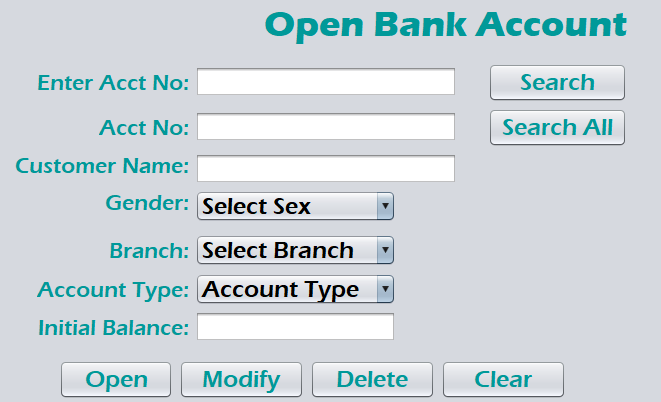 Open Bank Account
Enter Acct No: Search
Acct No: Search All
Customer Name:
Gender: Select Sex
Branch: Select Branch
Account Type: Account Type
Initial Balance:
Open Modify Delete Clear